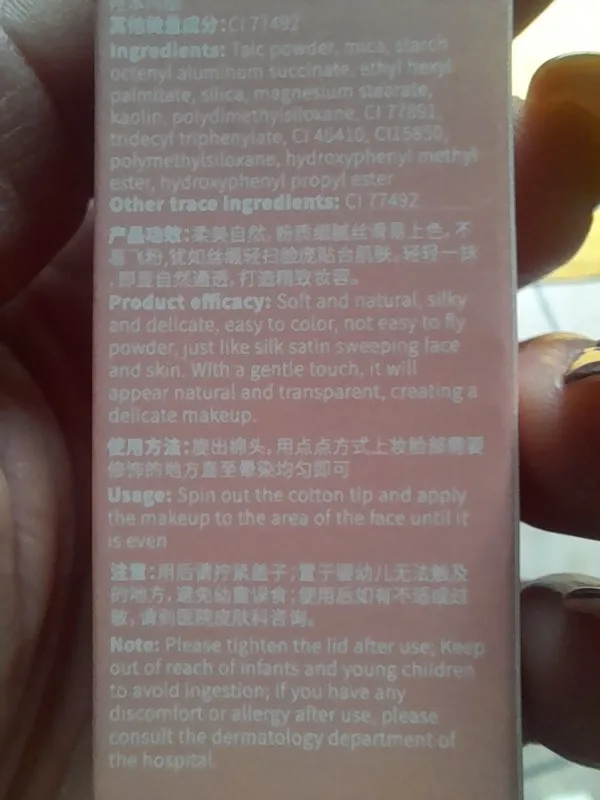 其他微量成分:CI 77492
Ingredients: Talc powder, mica, starch
octenyl aluminum succinate, ethyl hexyl
palmitate, silica, magnesium stearate,
kaolin, polydimethylsiloxane, CI 77891,
tridecyl triphenylate, CI 45410, CI15850,
polymethylsiloxane, hydroxyphenyl methyl
ester, hydroxyphenyl propyl ester
Other trace ingredients: CI 77492
产品功效:柔美自然,粉质细腻丝滑易上色,不
易飞粉,犹如丝缎轻扫脸庞贴合肌肤,轻轻一抹
,即显自然通透,打造精致妆容。
Product efficacy: Soft and natural, silky
and delicate, easy to color, not easy to fly
powder, just like silk satin sweeping face
and skin. With a gentle touch, it will
appear natural and transparent, creating a
delicate makeup.
使用方法:旋出棉头,用点点方式上妆脸部需要
修饰的地方直至晕染均匀即可
Usage: Spin out the cotton tip and apply
the makeup to the area of the face until it
is even
注意:用后请拧紧盖子;置于婴幼儿无法触及
的地方,避免幼童误食;使用后如有不适或过
敏,请到医院皮肤科咨询。
Note: Please tighten the lid after use; Keep
out of reach of infants and young children
to avoid ingestion; If you have any
discomfort or allergy after use, please
consult the dermatology department of
the hospital.